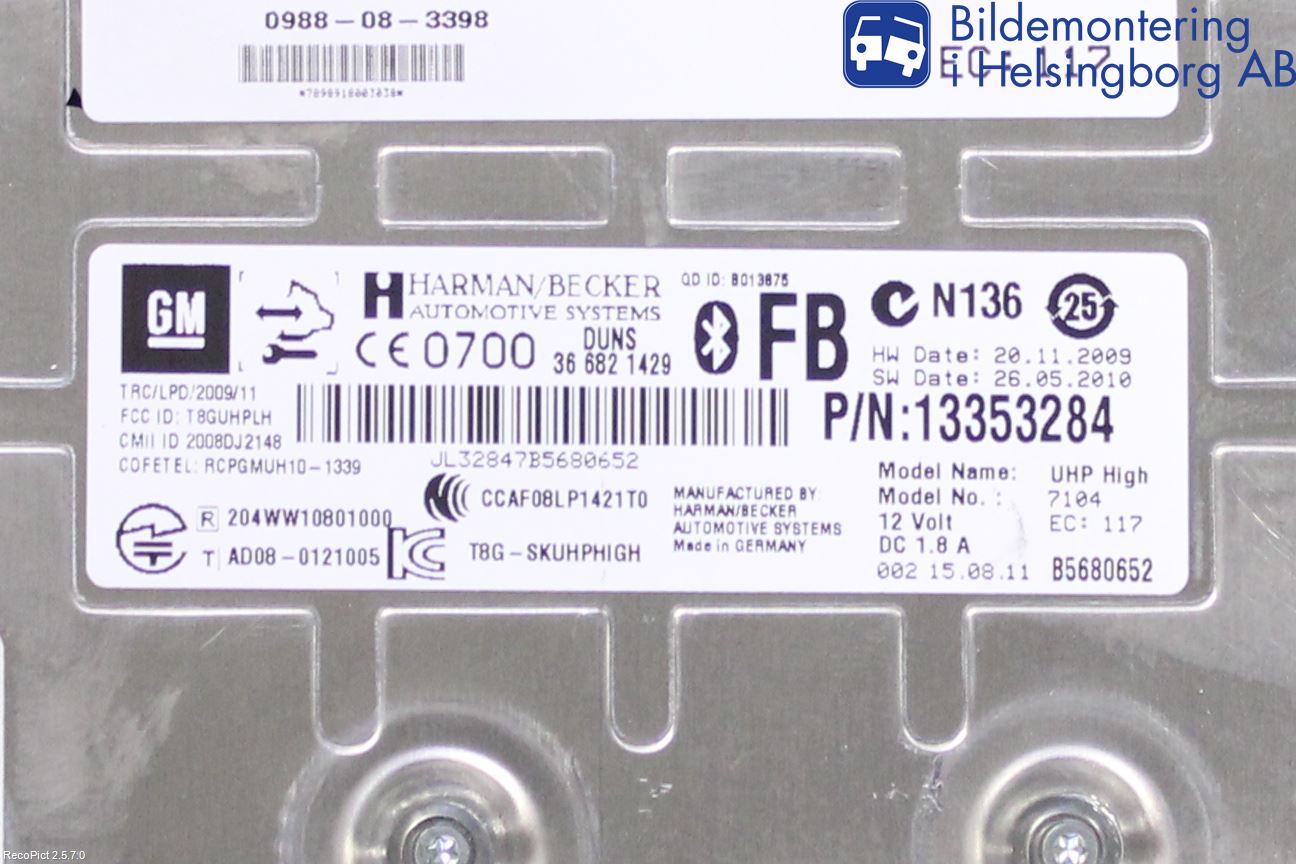 0988-08-3398
*7898918003038*
EC: 117
Bildemontering
i Helsingborg AB
GM
HARMAN/BECKER
AUTOMOTIVE SYSTEMS
CE 0700
DUNS
36 682 1429
QD ID: B013875
FB
N136
25
HW Date: 20.11.2009
SW Date: 26.05.2010
P/N:13353284
TRC/LPD/2009/11
FCC ID: T8GUHPLH
CMII ID 2008DJ2148
COFETEL: RCPGMUH10-1339
JL32847B5680652
CCAF08LP1421T0
R 204WW10801000
T AD08-0121005
KC
T8G-SKUHPHIGH
MANUFACTURED BY:
HARMAN/BECKER
AUTOMOTIVE SYSTEMS
Made in GERMANY
Model Name: UHP High
Model No. : 7104
12 Volt EC: 117
DC 1.8 A
002 15.08.11 B5680652
RecoPict 2.5.7.0